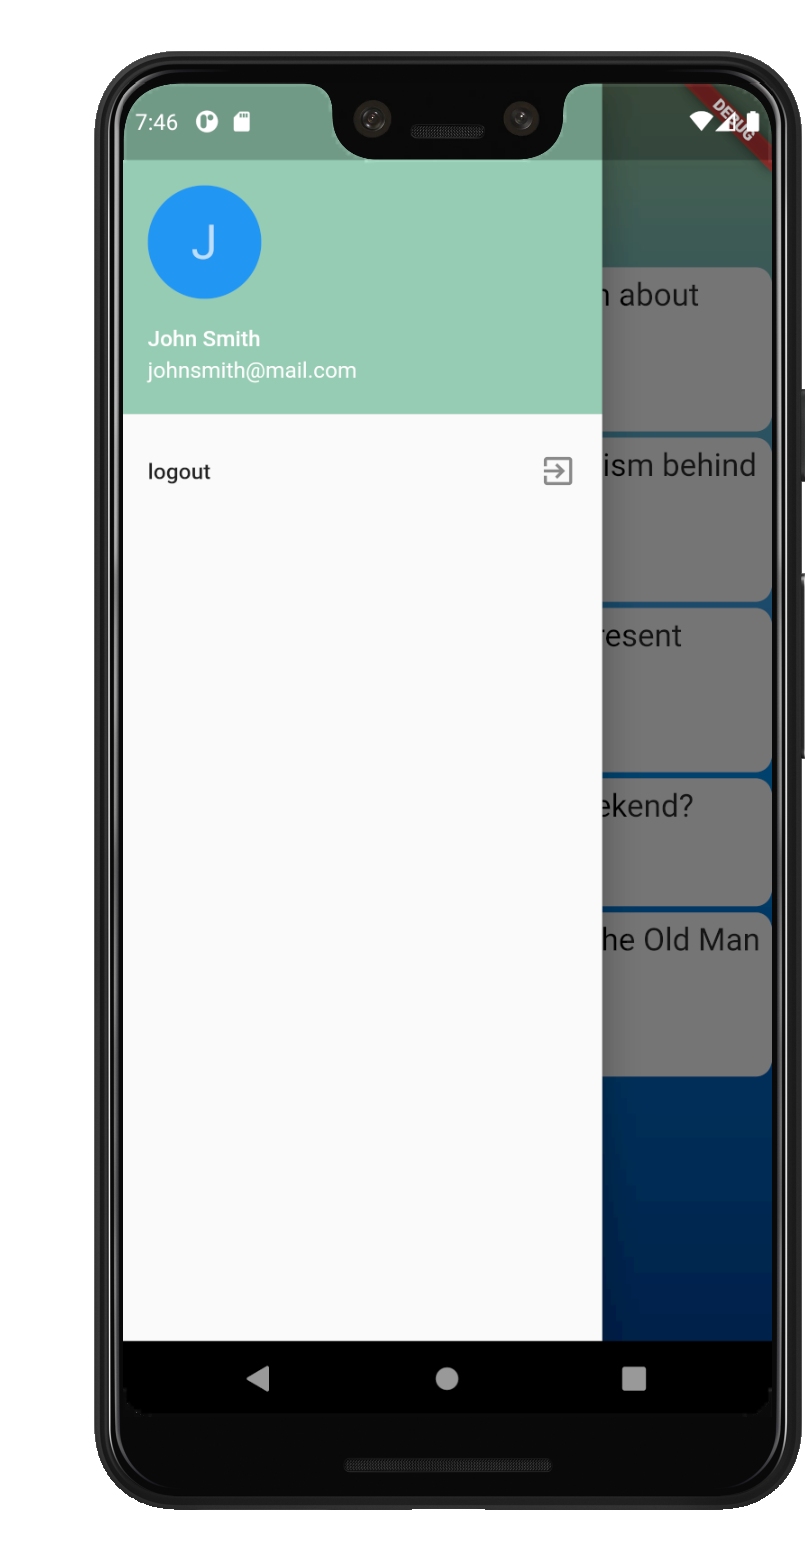 7:46
DEBUG
J
John Smith
johnsmith@mail.com
logout
about
ism behind
resent
ekend?
he Old Man